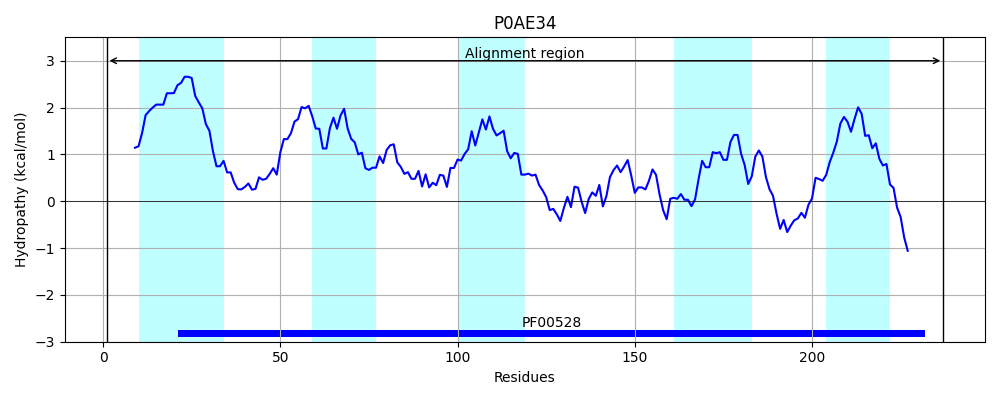 P0AE34
Alignment region
3
2
1
0
−1
−2
−3
Hydropathy (kcal/mol)
PF00528
0
50
100
150
200
Residues